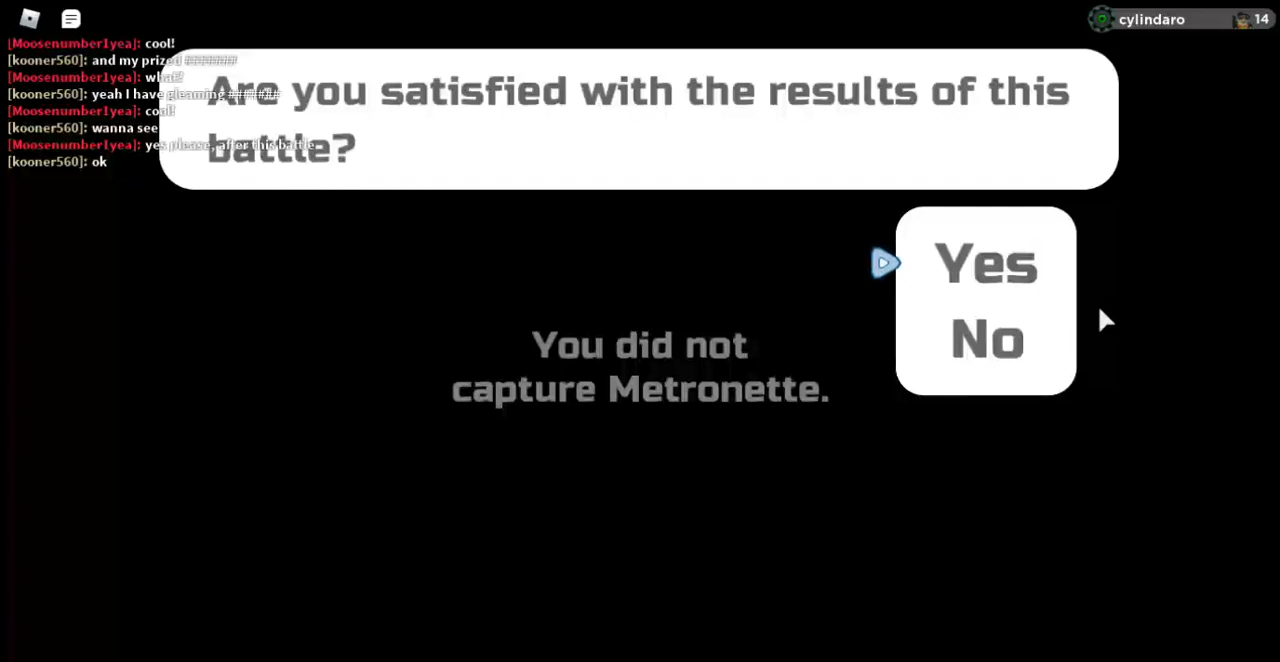 cylindaro
14
[Moosenumber1yea]: cool!
[kooner560]: and my prized #######
[Moosenumber1yea]: what?
[kooner560]: yeah I have gleaming #######
[Moosenumber1yea]: cool!
[kooner560]: wanna see
[Moosenumber1yea]: yes please, after this battle
[kooner560]: ok
Are you satisfied with the results of this
battle?
Yes
No
You did not
capture Metronette.